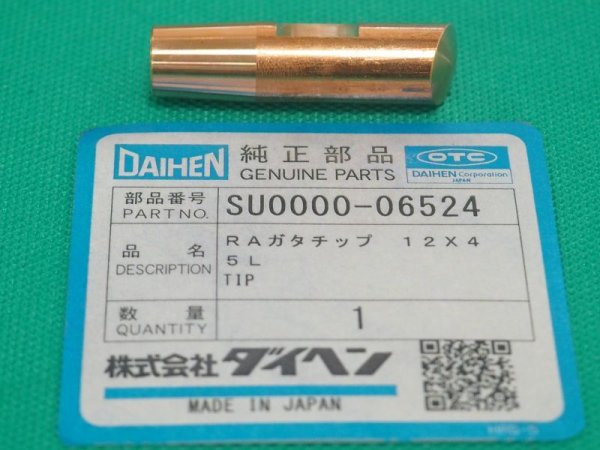 DAIHEN 純正部品 OTC
GENUINE PARTS DAIHEN Corporation
JAPAN
部品番号
PART NO. SU0000-06524
品名 RAガタチップ 12X4
DESCRIPTION 5L
TIP
数量
QUANTITY 1
株式会社ダイヘン
MADE IN JAPAN